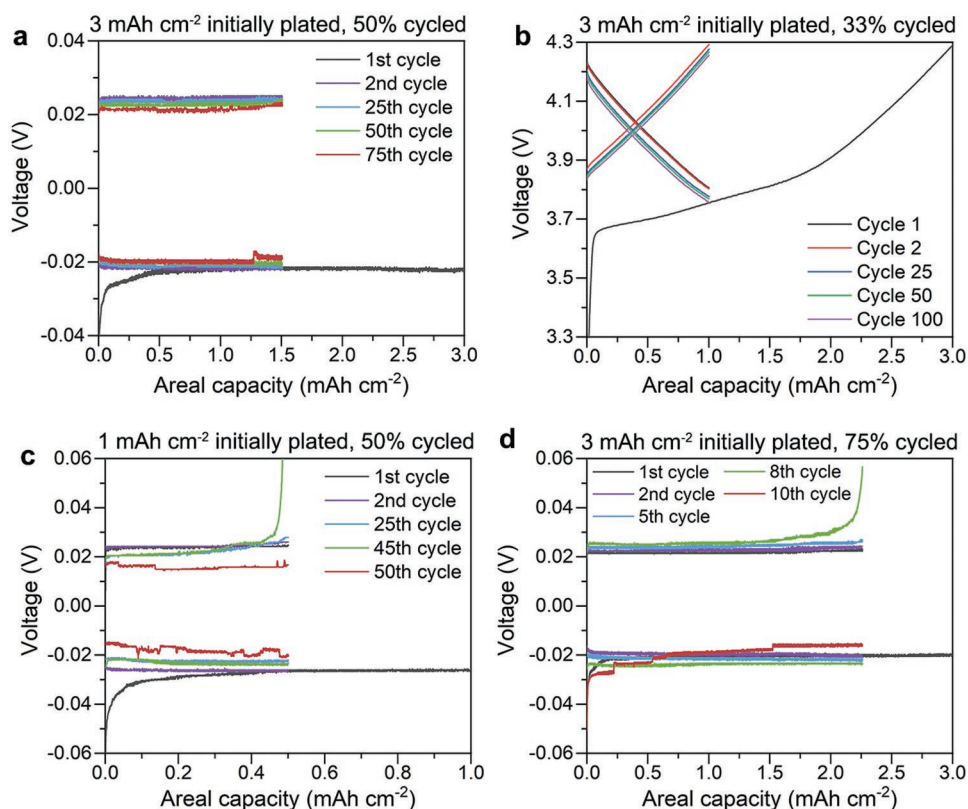 a
3 mAh cm⁻² initially plated, 50% cycled
0.04
0.02
0.00
-0.02
-0.04
Voltage (V)
1st cycle
2nd cycle
25th cycle
50th cycle
75th cycle
0.0 0.5 1.0 1.5 2.0 2.5 3.0
Areal capacity (mAh cm⁻²)
b
3 mAh cm⁻² initially plated, 33% cycled
4.3
4.1
3.9
3.7
3.5
3.3
Voltage (V)
Cycle 1
Cycle 2
Cycle 25
Cycle 50
Cycle 100
0.0 0.5 1.0 1.5 2.0 2.5 3.0
Areal capacity (mAh cm⁻²)
c
1 mAh cm⁻² initially plated, 50% cycled
0.06
0.04
0.02
0.00
-0.02
-0.04
-0.06
Voltage (V)
1st cycle
2nd cycle
25th cycle
45th cycle
50th cycle
0.0 0.2 0.4 0.6 0.8 1.0
Areal capacity (mAh cm⁻²)
d
3 mAh cm⁻² initially plated, 75% cycled
0.06
0.04
0.02
0.00
-0.02
-0.04
-0.06
Voltage (V)
1st cycle
2nd cycle
5th cycle
8th cycle
10th cycle
0.0 0.5 1.0 1.5 2.0 2.5 3.0
Areal capacity (mAh cm⁻²)